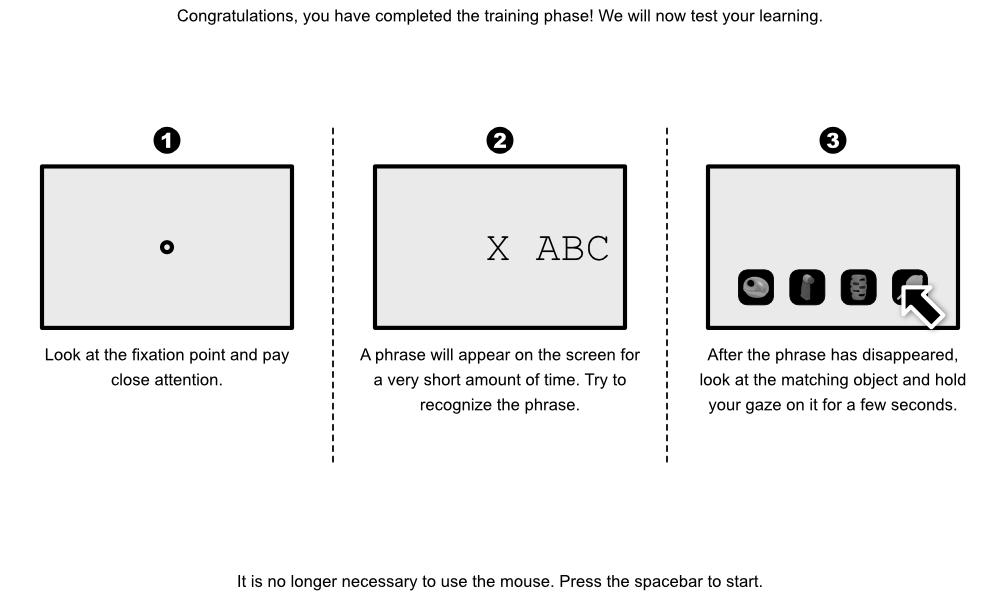 Congratulations, you have completed the training phase! We will now test your learning.
1
2
3
X ABC
Look at the fixation point and pay
close attention.
A phrase will appear on the screen for
a very short amount of time. Try to
recognize the phrase.
After the phrase has disappeared,
look at the matching object and hold
your gaze on it for a few seconds.
It is no longer necessary to use the mouse. Press the spacebar to start.